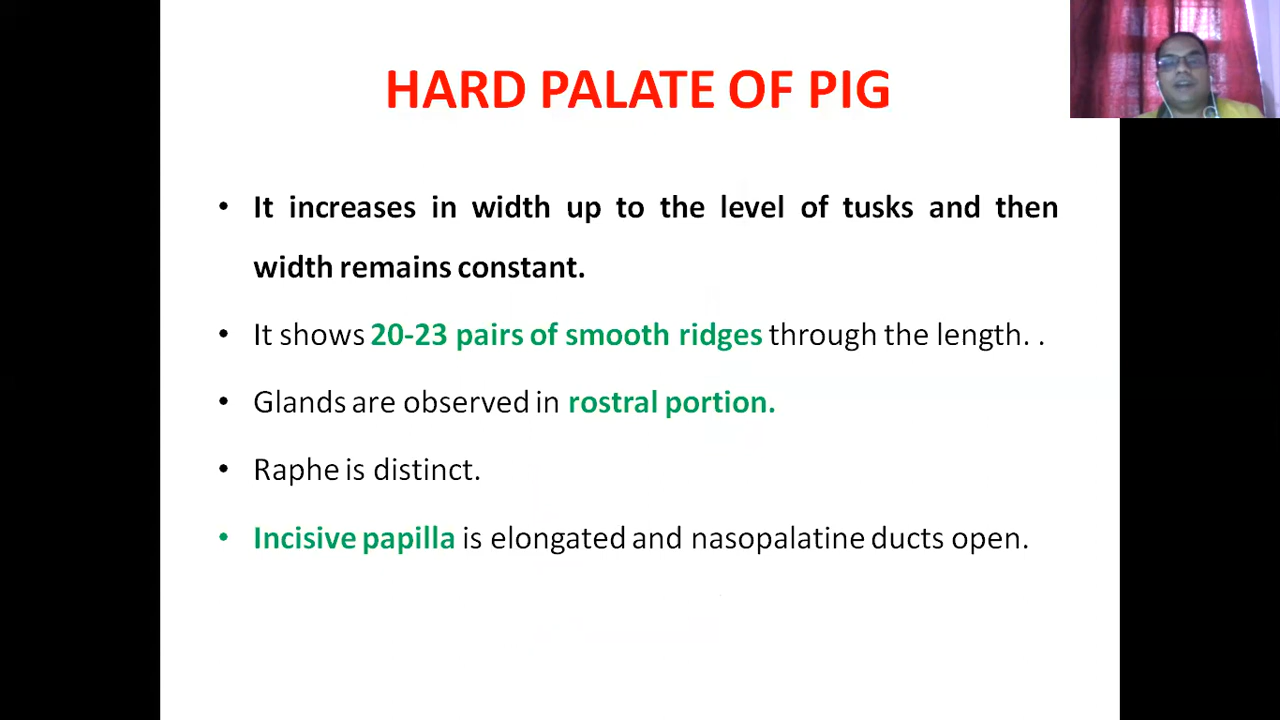 HARD PALATE OF PIG
• It increases in width up to the level of tusks and then
width remains constant.
• It shows 20-23 pairs of smooth ridges through the length. .
• Glands are observed in rostral portion.
• Raphe is distinct.
• Incisive papilla is elongated and nasopalatine ducts open.